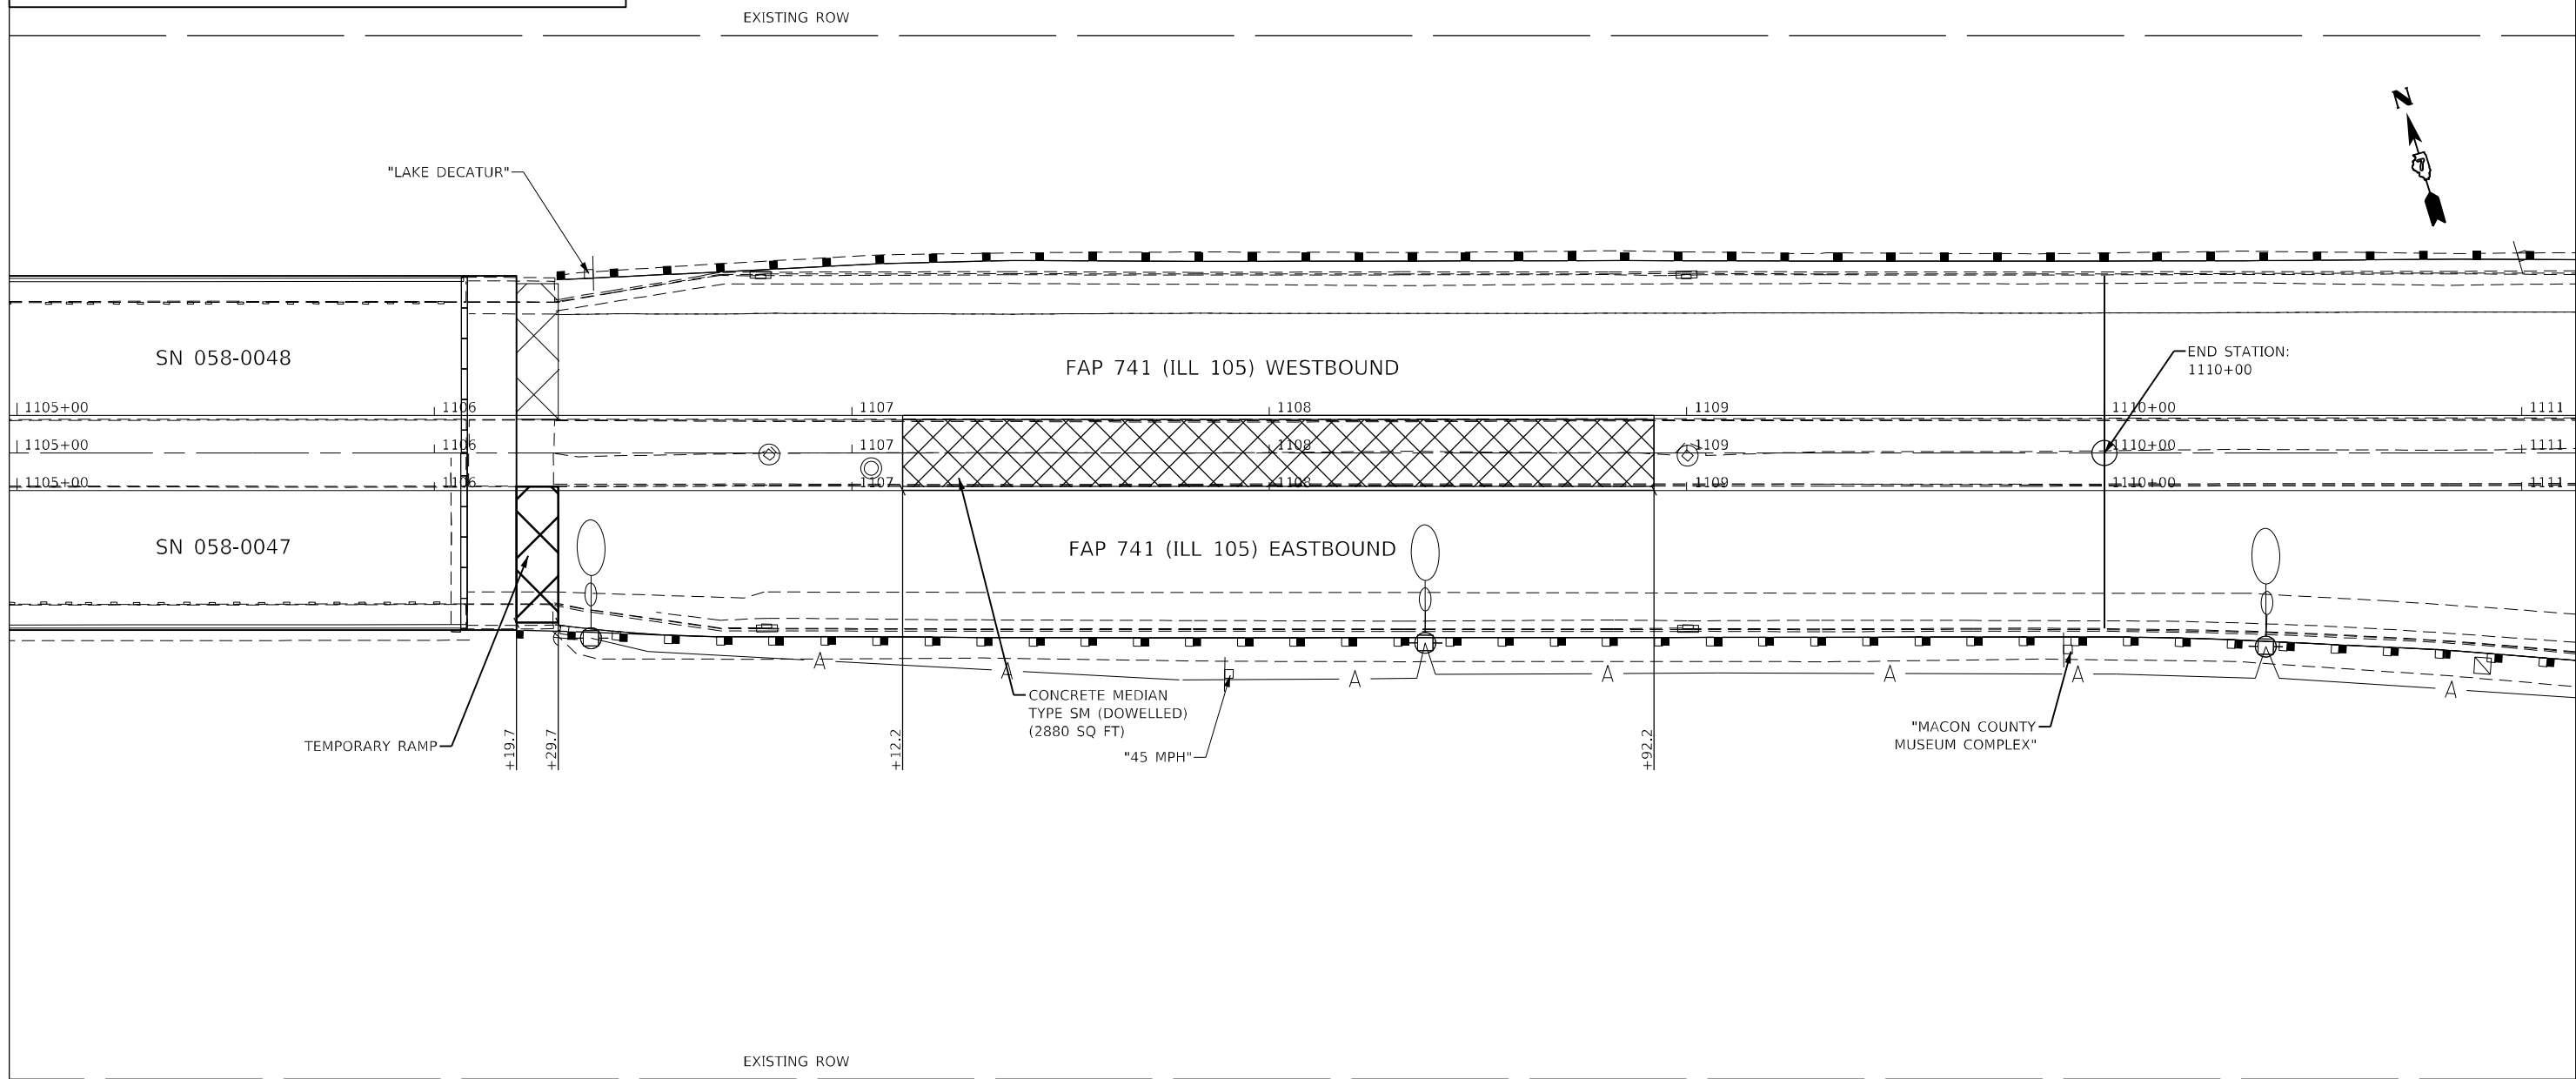 EXISTING ROW
N
"LAKE DECATUR"
SN 058-0048
FAP 741 (ILL 105) WESTBOUND
END STATION:
1110+00
1105+00 1106 1107 1108 1109 1110+00 1111
1105+00 1106 1107 1108 1109 1110+00 1111
1105+00 1106 1107 1108 1109 1110+00 1111
SN 058-0047
FAP 741 (ILL 105) EASTBOUND
A A A A A A A
CONCRETE MEDIAN
TYPE SM (DOWELLED)
(2880 SQ FT)
"45 MPH"
"MACON COUNTY
MUSEUM COMPLEX"
TEMPORARY RAMP
+19.7
+29.7
+12.2
+92.2
EXISTING ROW